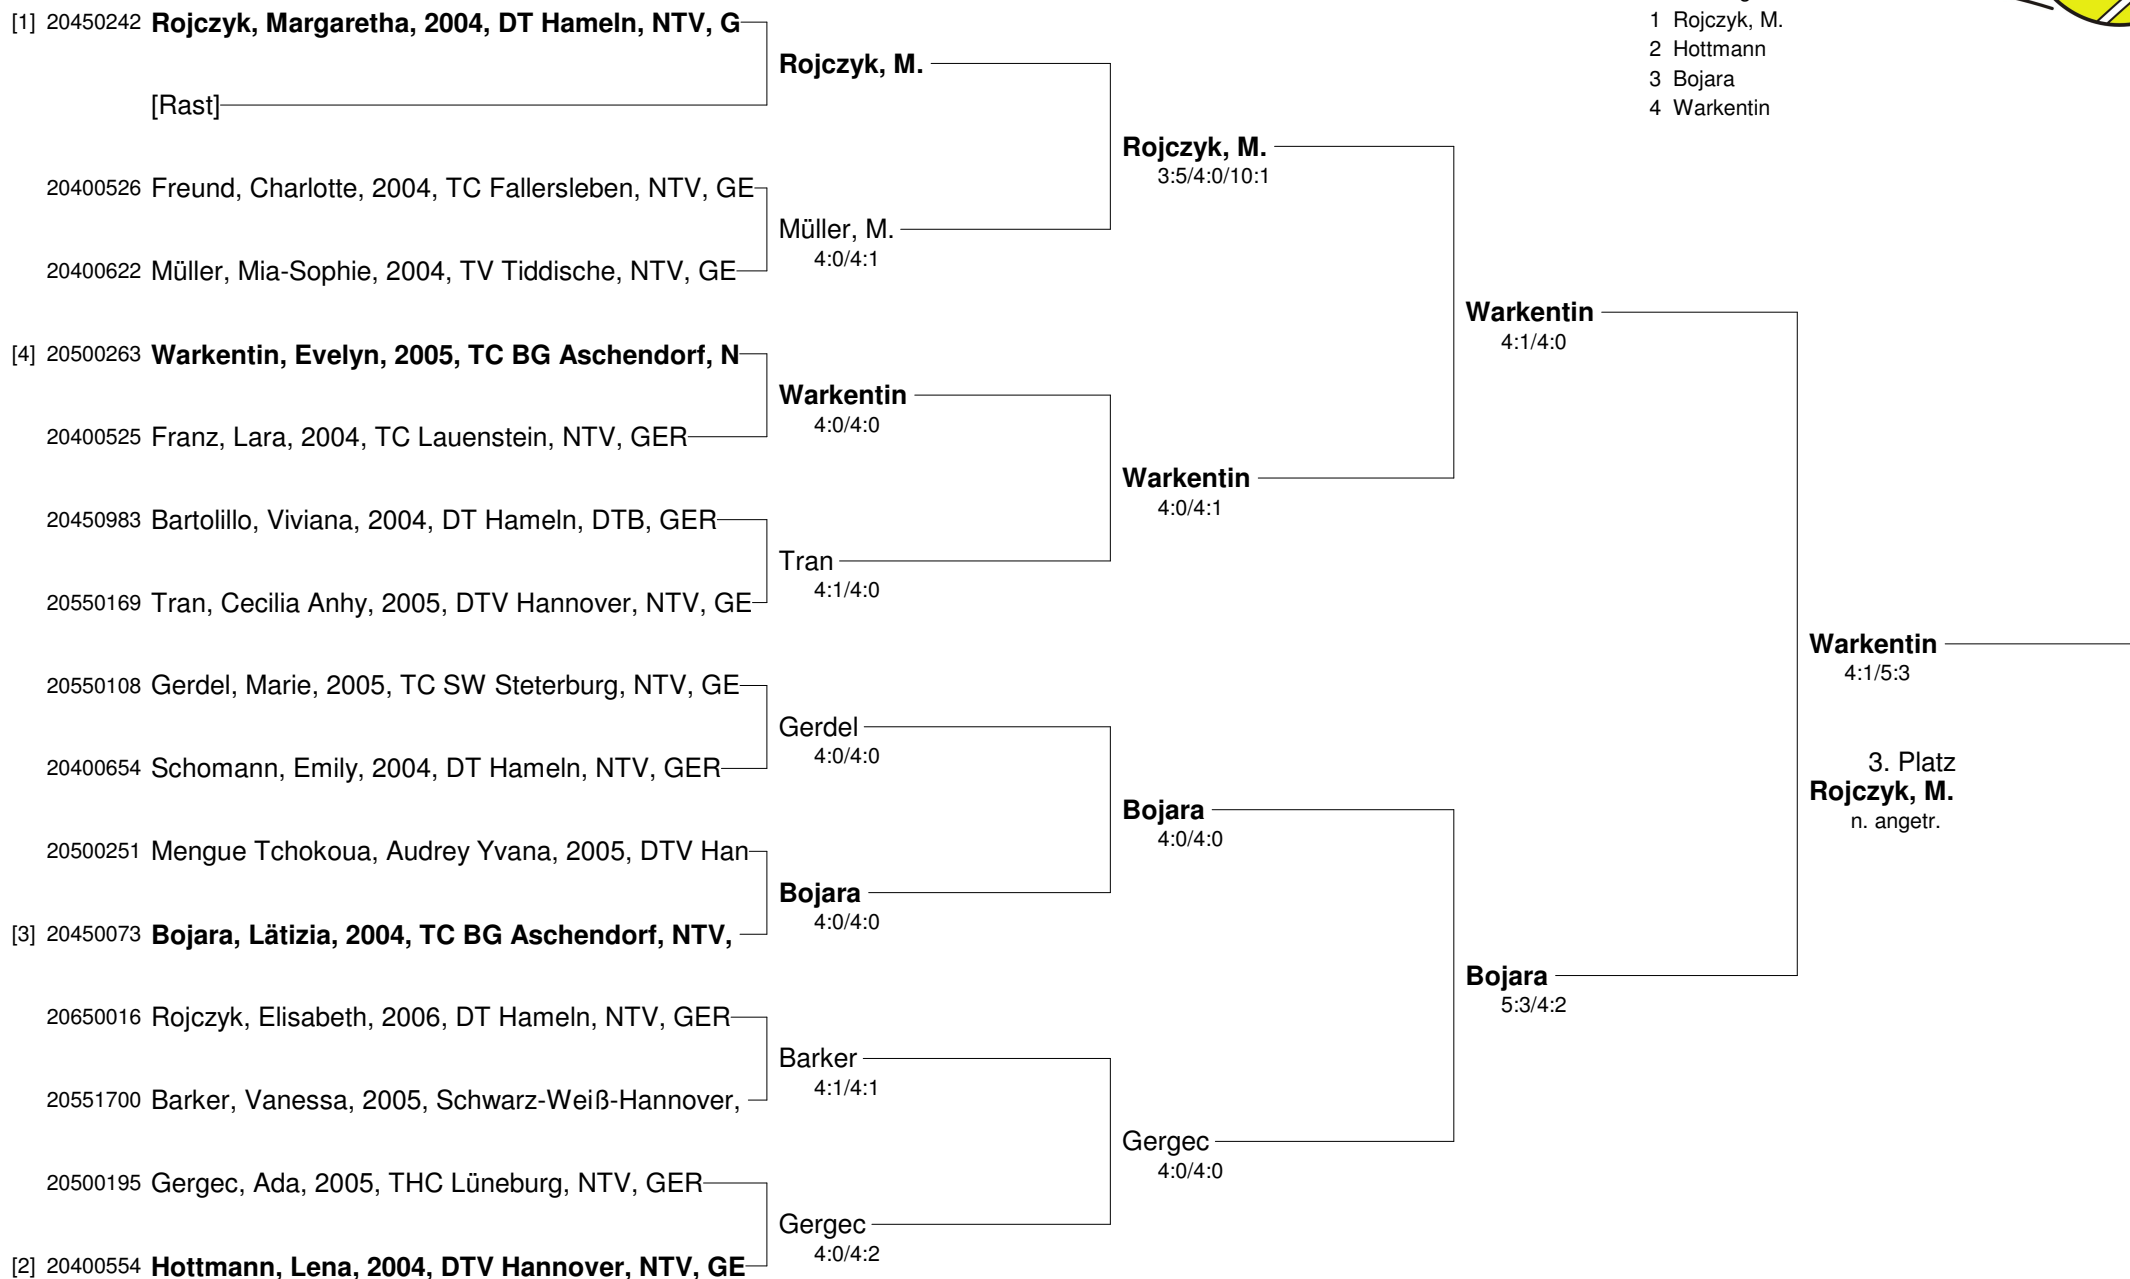 [1] 20450242 Rojczyk, Margaretha, 2004, DT Hameln, NTV, G
[Rast]
20400526 Freund, Charlotte, 2004, TC Fallersleben, NTV, GE
20400622 Müller, Mia-Sophie, 2004, TV Tiddische, NTV, GE
[4] 20500263 Warkentin, Evelyn, 2005, TC BG Aschendorf, N
20400525 Franz, Lara, 2004, TC Lauenstein, NTV, GER
20450983 Bartolillo, Viviana, 2004, DT Hameln, DTB, GER
20550169 Tran, Cecilia Anhy, 2005, DTV Hannover, NTV, GE
20550108 Gerdel, Marie, 2005, TC SW Steterburg, NTV, GE
20400654 Schomann, Emily, 2004, DT Hameln, NTV, GER
20500251 Mengue Tchokoua, Audrey Yvana, 2005, DTV Han
[3] 20450073 Bojara, Lätizia, 2004, TC BG Aschendorf, NTV,
20650016 Rojczyk, Elisabeth, 2006, DT Hameln, NTV, GER
20551700 Barker, Vanessa, 2005, Schwarz-Weiß-Hannover,
20500195 Gergec, Ada, 2005, THC Lüneburg, NTV, GER
[2] 20400554 Hottmann, Lena, 2004, DTV Hannover, NTV, GE
Rojczyk, M.
Müller, M.
4:0/4:1
Warkentin
4:0/4:0
Tran
4:1/4:0
Gerdel
4:0/4:0
Bojara
4:0/4:0
Barker
4:1/4:1
Gergec
4:0/4:2
Rojczyk, M.
3:5/4:0/10:1
Warkentin
4:0/4:1
Bojara
4:0/4:0
Gergec
4:0/4:0
Warkentin
4:1/4:0
Bojara
5:3/4:2
Warkentin
4:1/5:3
3. Platz
Rojczyk, M.
n. angetr.
1 Rojczyk, M.
2 Hottmann
3 Bojara
4 Warkentin